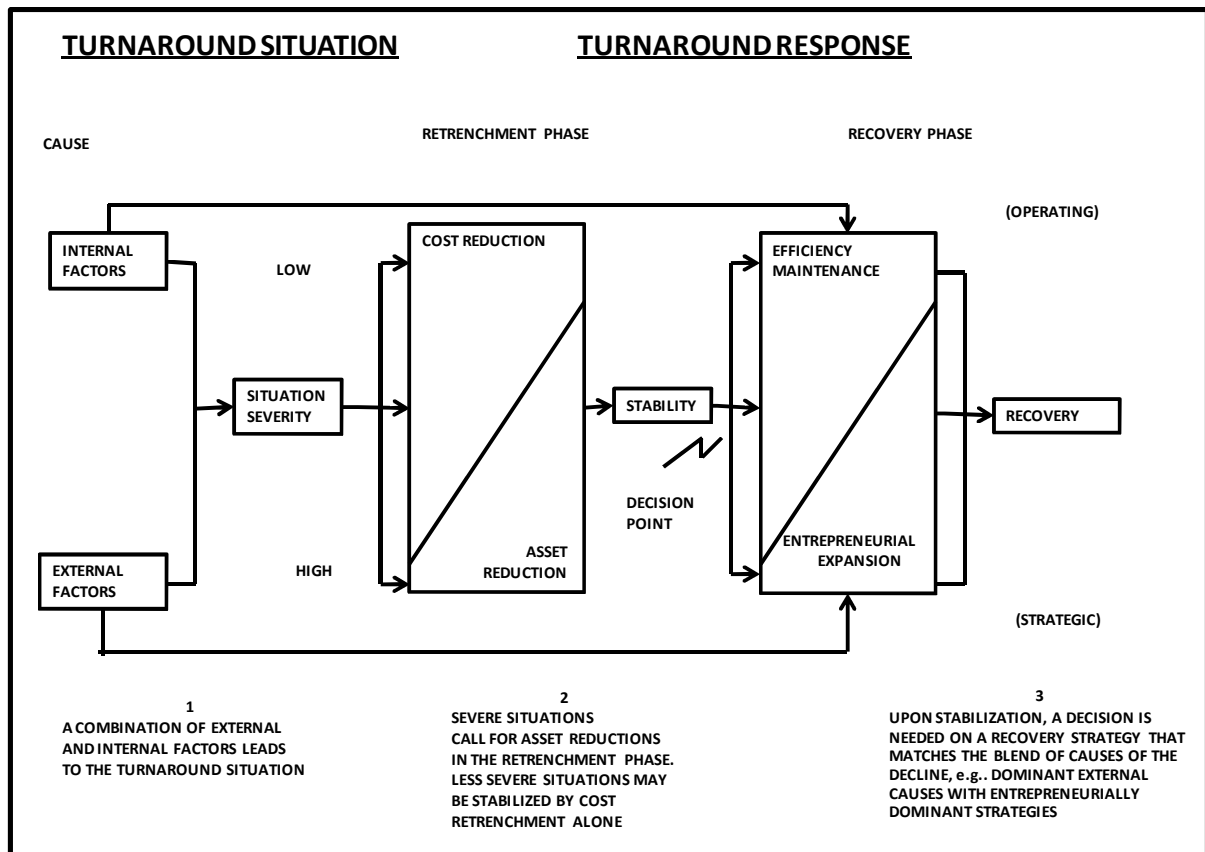 TURNAROUND SITUATION
TURNAROUND RESPONSE
CAUSE
RETRENCHMENT PHASE
RECOVERY PHASE
(OPERATING)
INTERNAL
FACTORS
LOW
COST REDUCTION
EFFICIENCY
MAINTENANCE
SITUATION
SEVERITY
STABILITY
RECOVERY
DECISION
POINT
EXTERNAL
FACTORS
HIGH
ASSET
REDUCTION
ENTREPRENEURIAL
EXPANSION
(STRATEGIC)
1
A COMBINATION OF EXTERNAL
AND INTERNAL FACTORS LEADS
TO THE TURNAROUND SITUATION
2
SEVERE SITUATIONS
CALL FOR ASSET REDUCTIONS
IN THE RETRENCHMENT PHASE.
LESS SEVERE SITUATIONS MAY
BE STABILIZED BY COST
RETRENCHMENT ALONE
3
UPON STABILIZATION, A DECISION IS
NEEDED ON A RECOVERY STRATEGY THAT
MATCHES THE BLEND OF CAUSES OF THE
DECLINE, e.g.. DOMINANT EXTERNAL
CAUSES WITH ENTREPRENEURIALLY
DOMINANT STRATEGIES